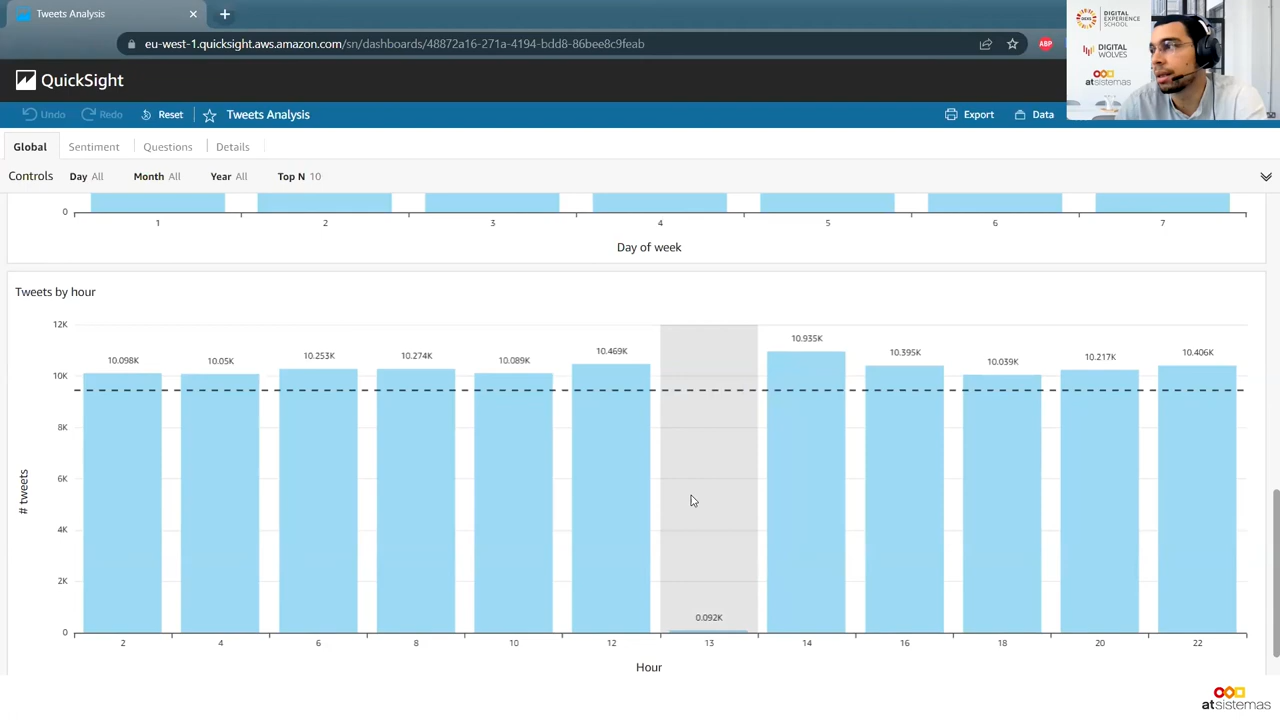 Tweets Analysis
eu-west-1.quicksight.aws.amazon.com/sn/dashboards/48872a16-271a-4194-bdd8-86bee8c9feab
ABP
DEXS
DIGITAL
EXPERIENCE
SCHOOL
DIGITAL
WOLVES
atsistemas
QuickSight
Undo Redo Reset Tweets Analysis Export Data
Global Sentiment Questions Details
Controls Day All Month All Year All Top N 10
0
1 2 3 4 5 6 7
Day of week
Tweets by hour
12K
10K
8K
6K
4K
2K
0
# tweets
10.098K 10.05K 10.253K 10.274K 10.089K 10.469K 0.092K 10.935K 10.395K 10.039K 10.217K 10.406K
2 4 6 8 10 12 13 14 16 18 20 22
Hour
atsistemas